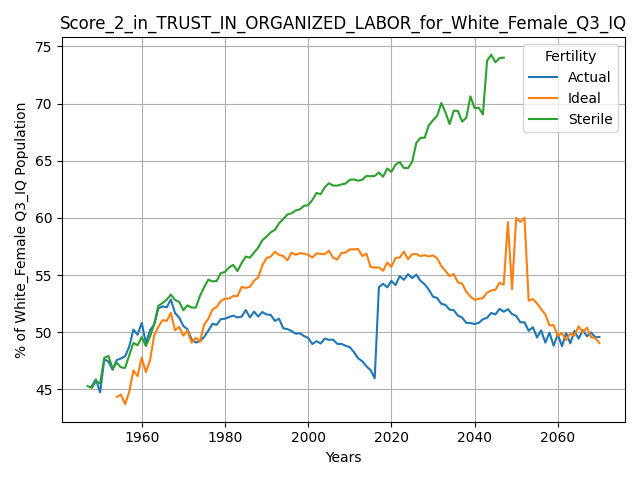 Score_2_in_TRUST_IN_ORGANIZED_LABOR_for_White_Female_Q3_IQ
Fertility
Actual
Ideal
Sterile
% of White_Female Q3_IQ Population
75
70
65
60
55
50
45
1960
1980
2000
2020
2040
2060
Years